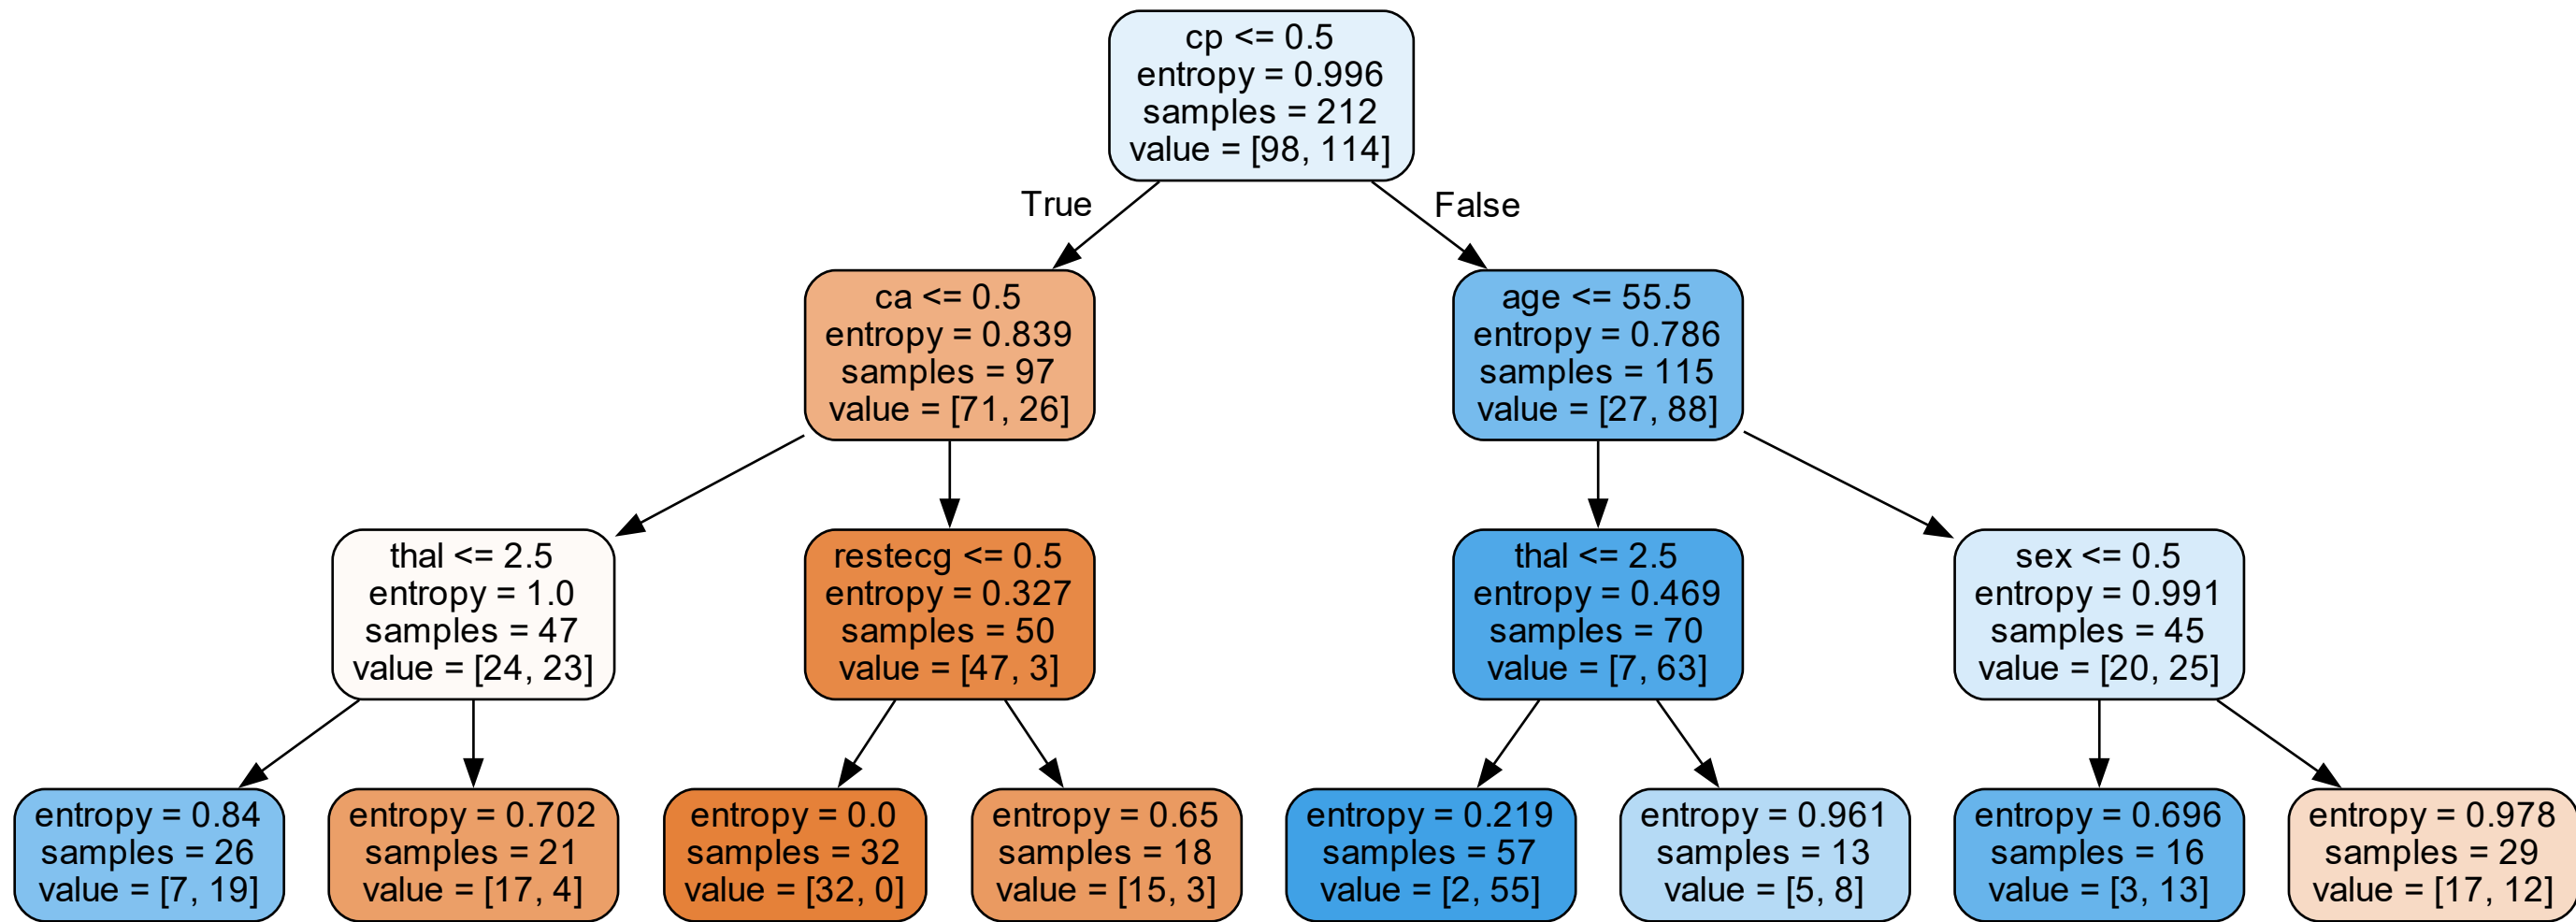 cp <= 0.5
entropy = 0.996
samples = 212
value = [98, 114]
True
False
ca <= 0.5
entropy = 0.839
samples = 97
value = [71, 26]
age <= 55.5
entropy = 0.786
samples = 115
value = [27, 88]
thal <= 2.5
entropy = 1.0
samples = 47
value = [24, 23]
restecg <= 0.5
entropy = 0.327
samples = 50
value = [47, 3]
thal <= 2.5
entropy = 0.469
samples = 70
value = [7, 63]
sex <= 0.5
entropy = 0.991
samples = 45
value = [20, 25]
entropy = 0.84
samples = 26
value = [7, 19]
entropy = 0.702
samples = 21
value = [17, 4]
entropy = 0.0
samples = 32
value = [32, 0]
entropy = 0.65
samples = 18
value = [15, 3]
entropy = 0.219
samples = 57
value = [2, 55]
entropy = 0.961
samples = 13
value = [5, 8]
entropy = 0.696
samples = 16
value = [3, 13]
entropy = 0.978
samples = 29
value = [17, 12]